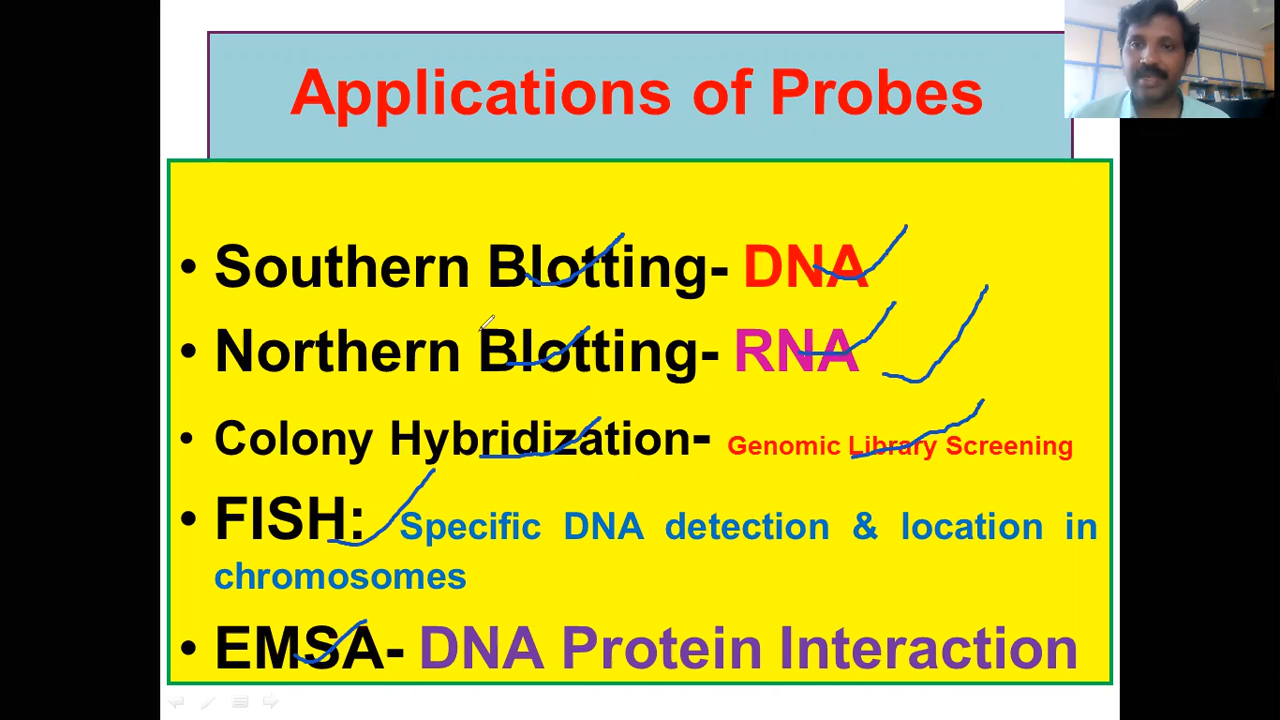 Applications of Probes
• Southern Blotting- DNA
• Northern Blotting- RNA
• Colony Hybridization- Genomic Library Screening
• FISH: Specific DNA detection & location in
chromosomes
• EMSA- DNA Protein Interaction